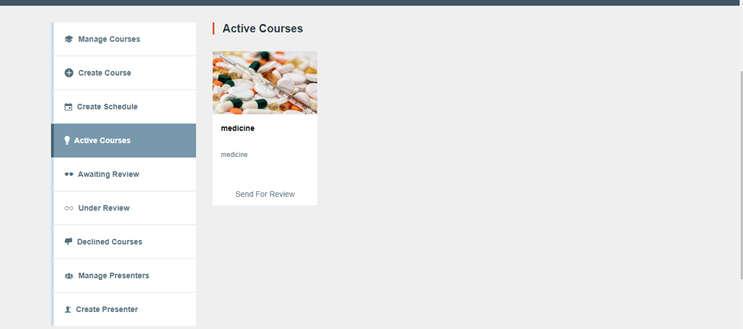 Manage Courses
Create Course
Create Schedule
Active Courses
Awaiting Review
Under Review
Declined Courses
Manage Presenters
Create Presenter
Active Courses
medicine
medicine
Send For Review